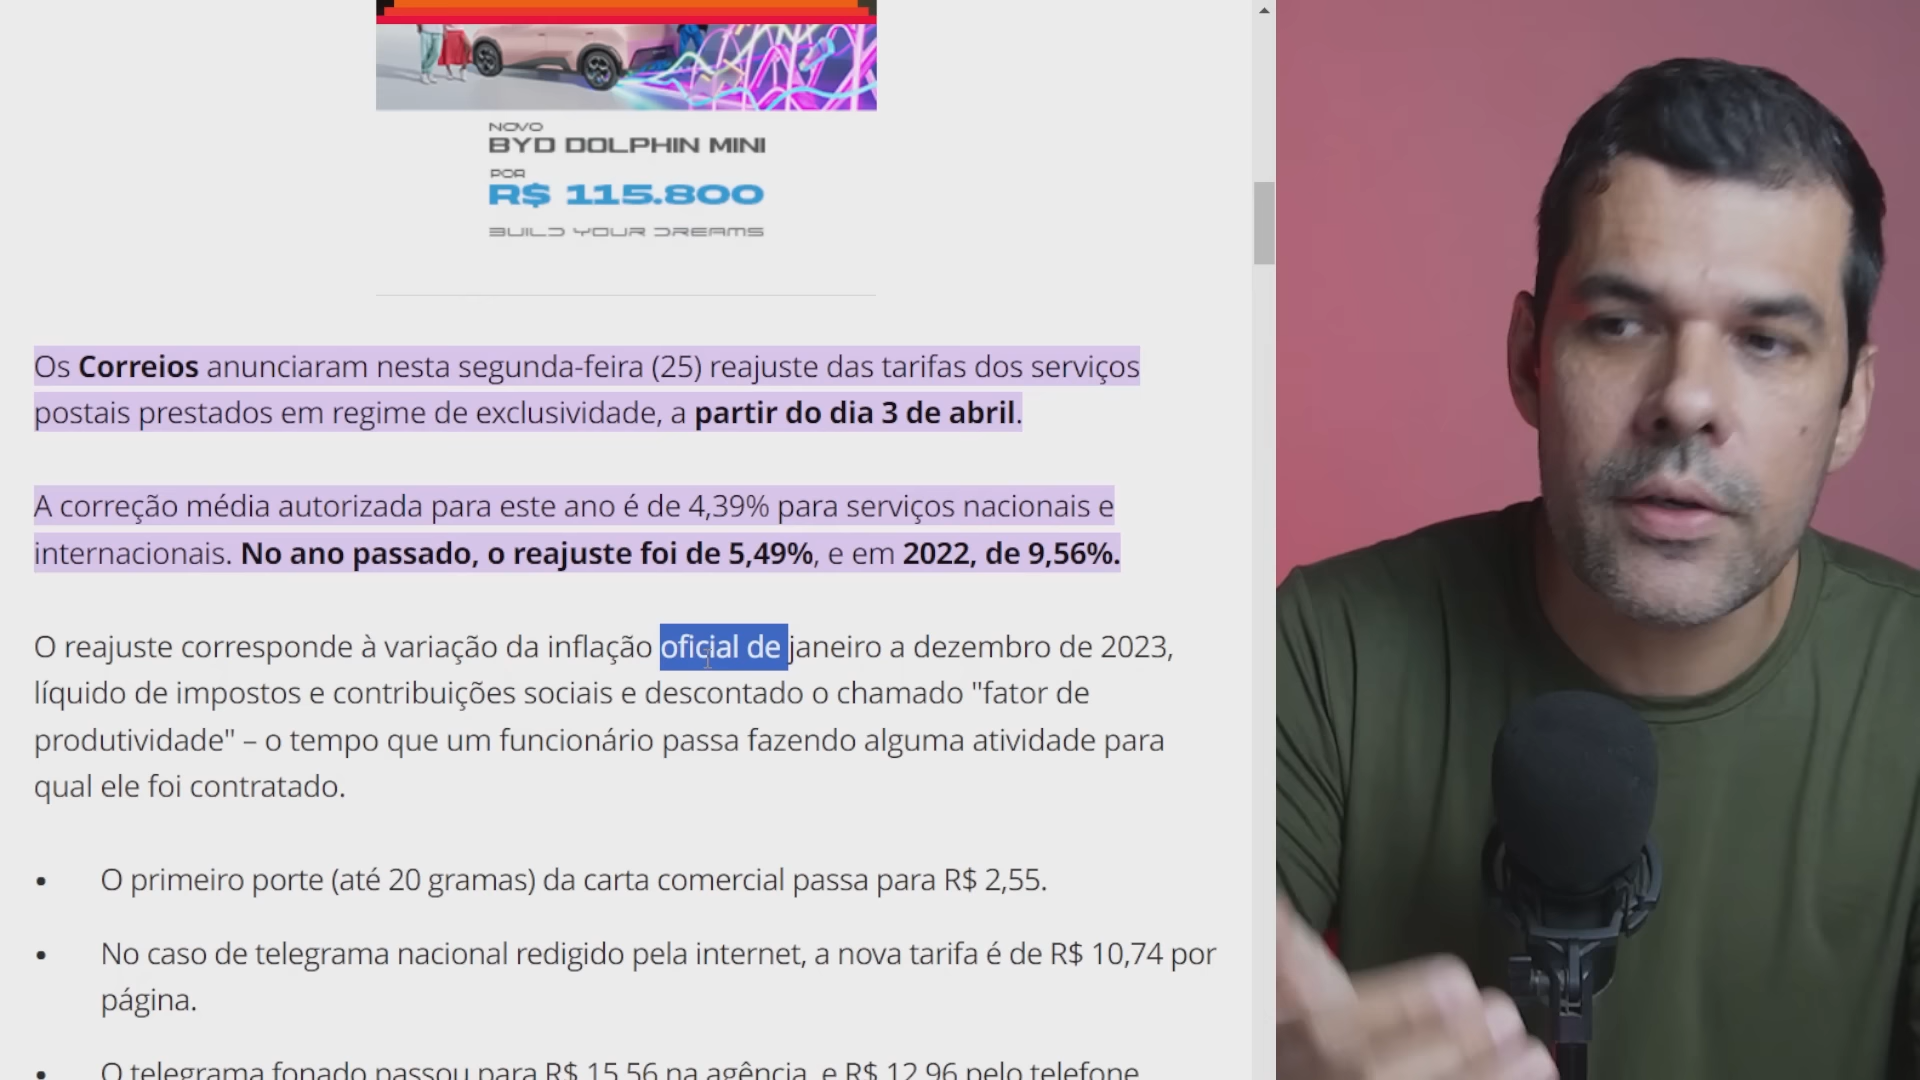 NOVO
BYD DOLPHIN MINI
POR
R$ 115.800
BUILD YOUR DREAMS
Os Correios anunciaram nesta segunda-feira (25) reajuste das tarifas dos serviços
postais prestados em regime de exclusividade, a partir do dia 3 de abril.
A correção média autorizada para este ano é de 4,39% para serviços nacionais e
internacionais. No ano passado, o reajuste foi de 5,49%, e em 2022, de 9,56%.
O reajuste corresponde à variação da inflação oficial de janeiro a dezembro de 2023,
líquido de impostos e contribuições sociais e descontado o chamado "fator de
produtividade" – o tempo que um funcionário passa fazendo alguma atividade para
qual ele foi contratado.
• O primeiro porte (até 20 gramas) da carta comercial passa para R$ 2,55.
• No caso de telegrama nacional redigido pela internet, a nova tarifa é de R$ 10,74 por
página.
• O telegrama fonado passou para R$ 15,56 na agência, e R$ 12,96 pelo telefone